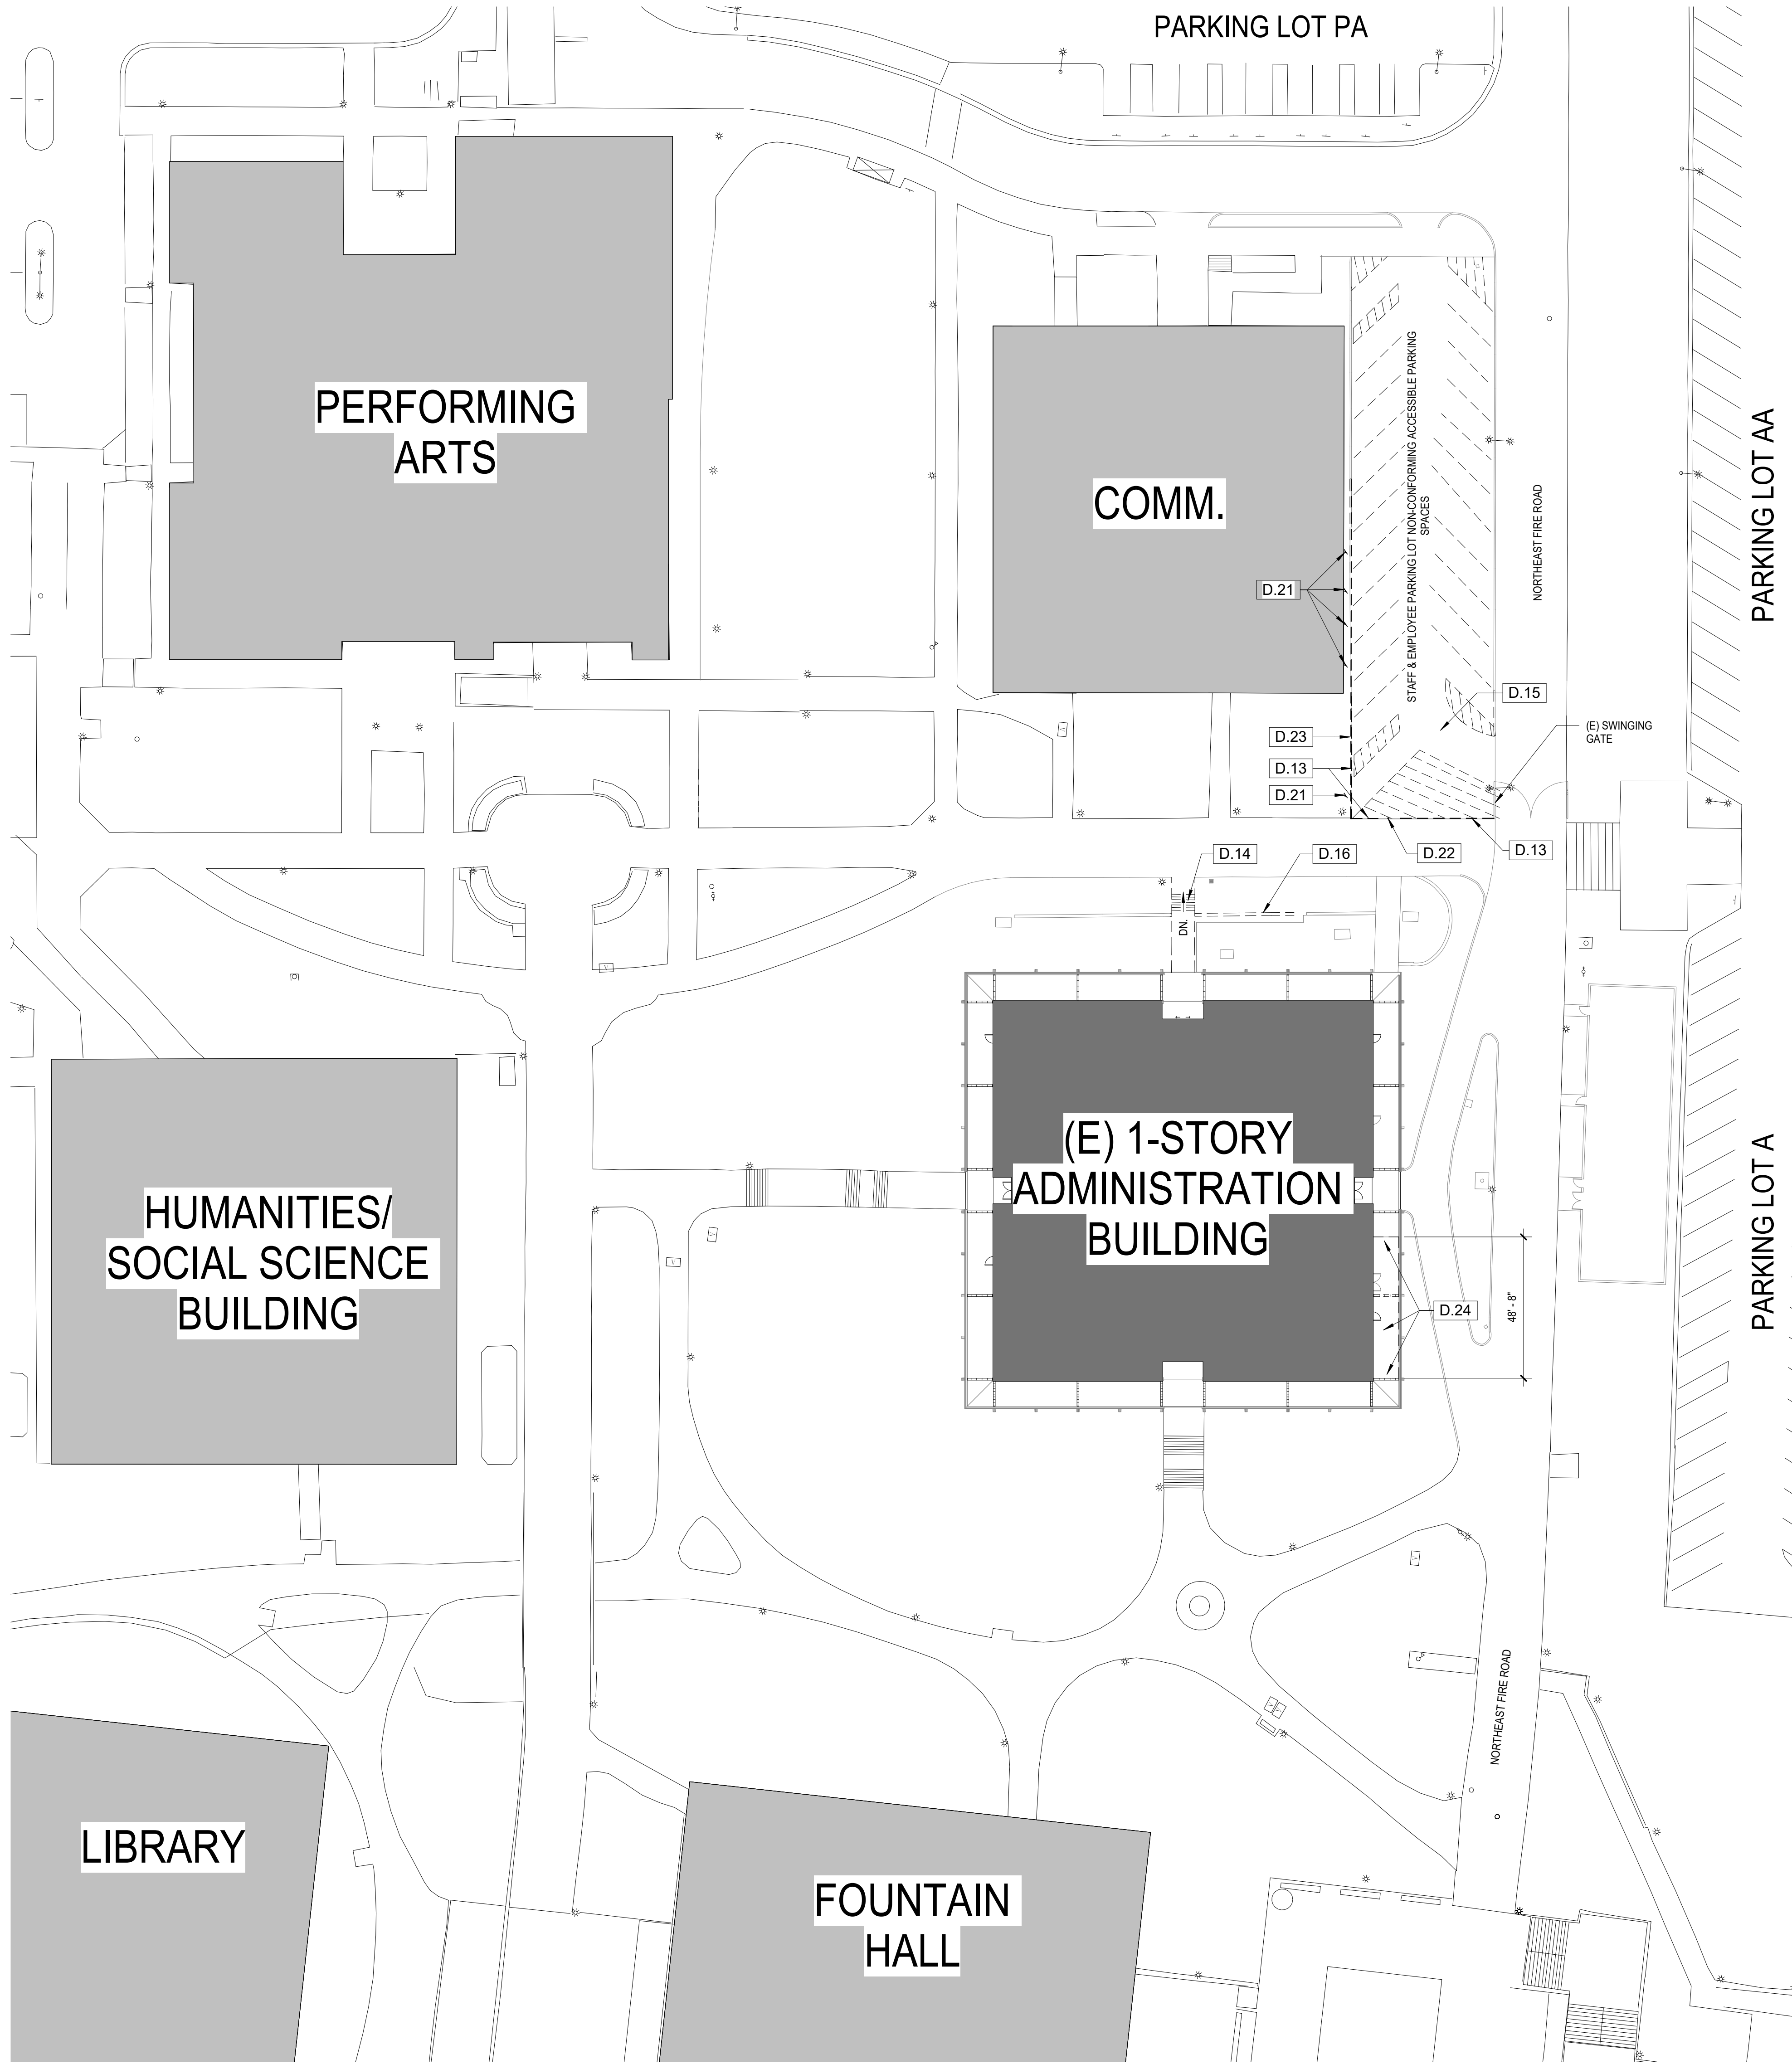 PARKING LOT PA
PERFORMING
ARTS
COMM.
STAFF & EMPLOYEE PARKING LOT NON-CONFORMING ACCESSIBLE PARKING
SPACES
NORTHEAST FIRE ROAD
PARKING LOT AA
D.21
D.15
(E) SWINGING
GATE
D.23
D.13
D.21
D.14
D.16
D.22
D.13
DN.
(E) 1-STORY
ADMINISTRATION
BUILDING
HUMANITIES/
SOCIAL SCIENCE
BUILDING
D.24
48' - 8"
PARKING LOT A
NORTHEAST FIRE ROAD
LIBRARY
FOUNTAIN
HALL